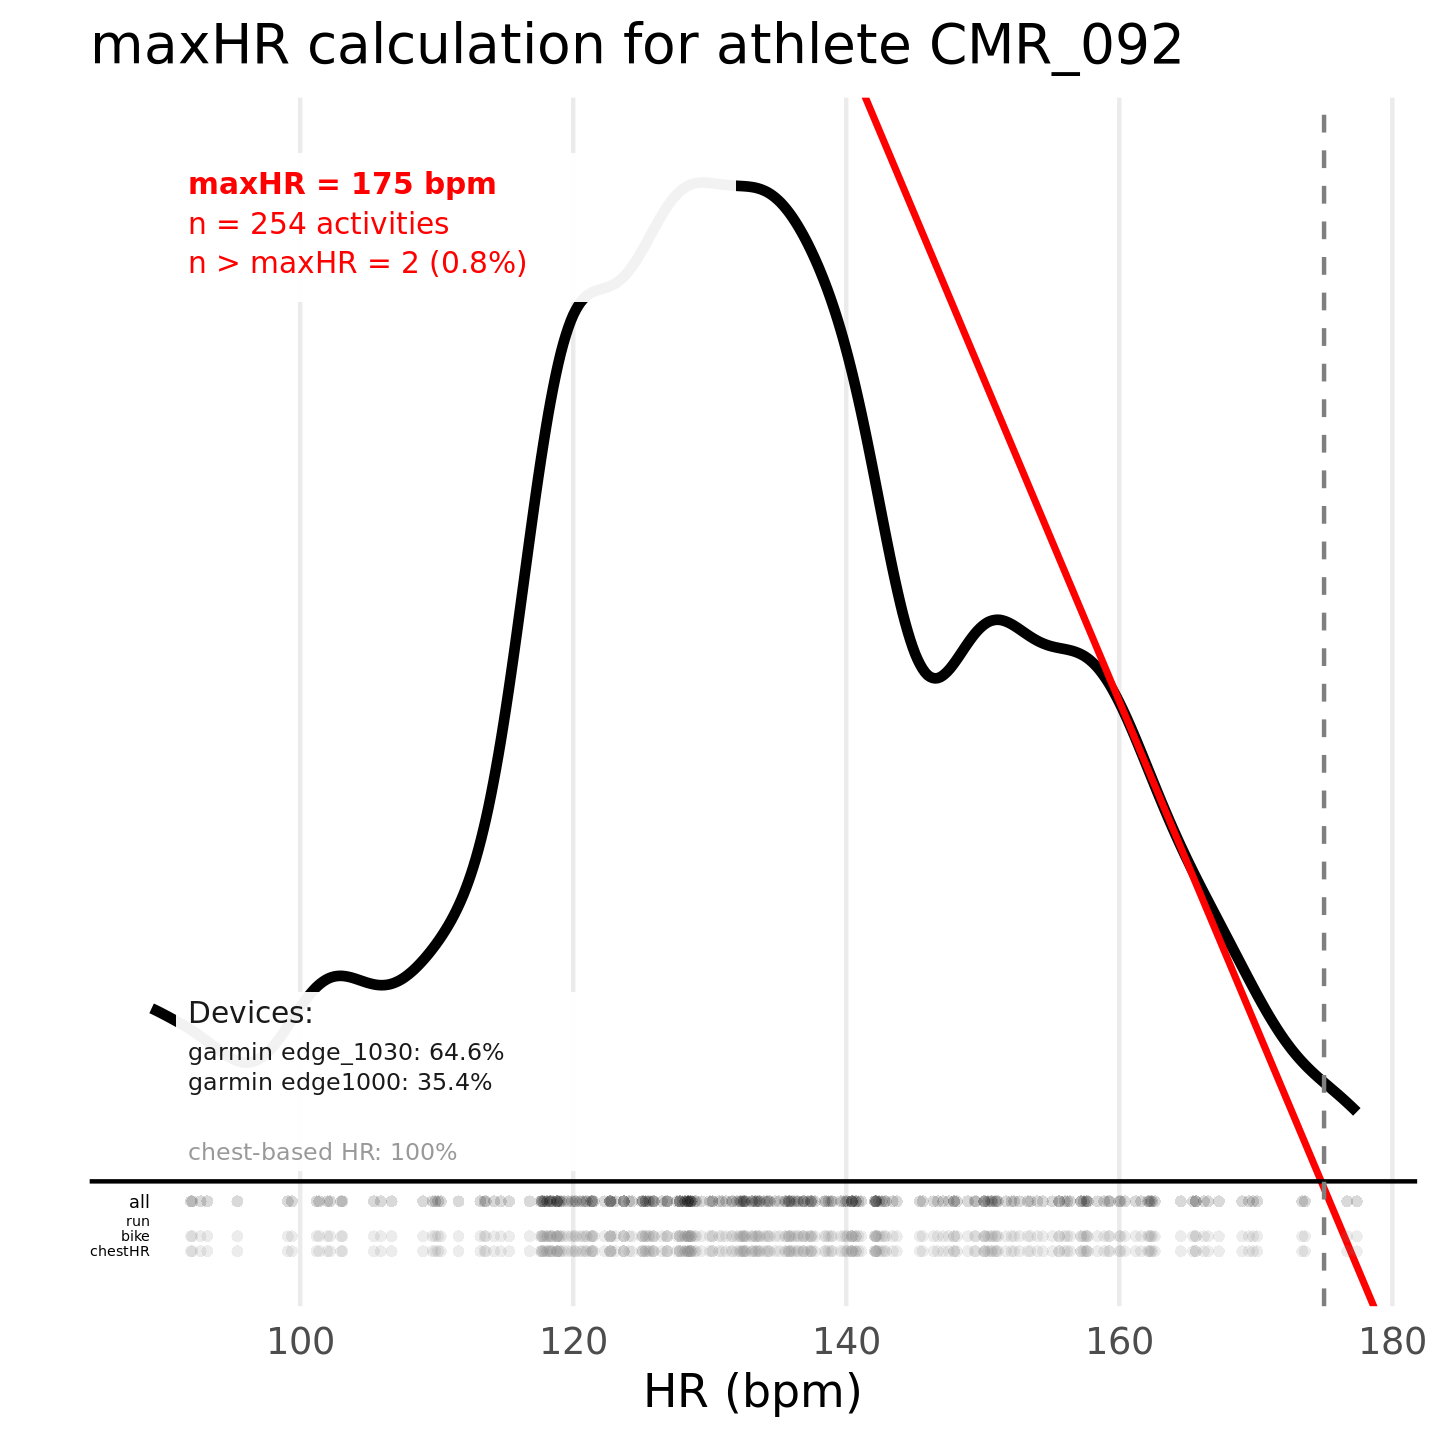 maxHR calculation for athlete CMR_092
maxHR = 175 bpm
n = 254 activities
n > maxHR = 2 (0.8%)
Devices:
garmin edge_1030: 64.6%
garmin edge1000: 35.4%
chest-based HR: 100%
all
run
bike
chestHR
100 120 140 160 180
HR (bpm)